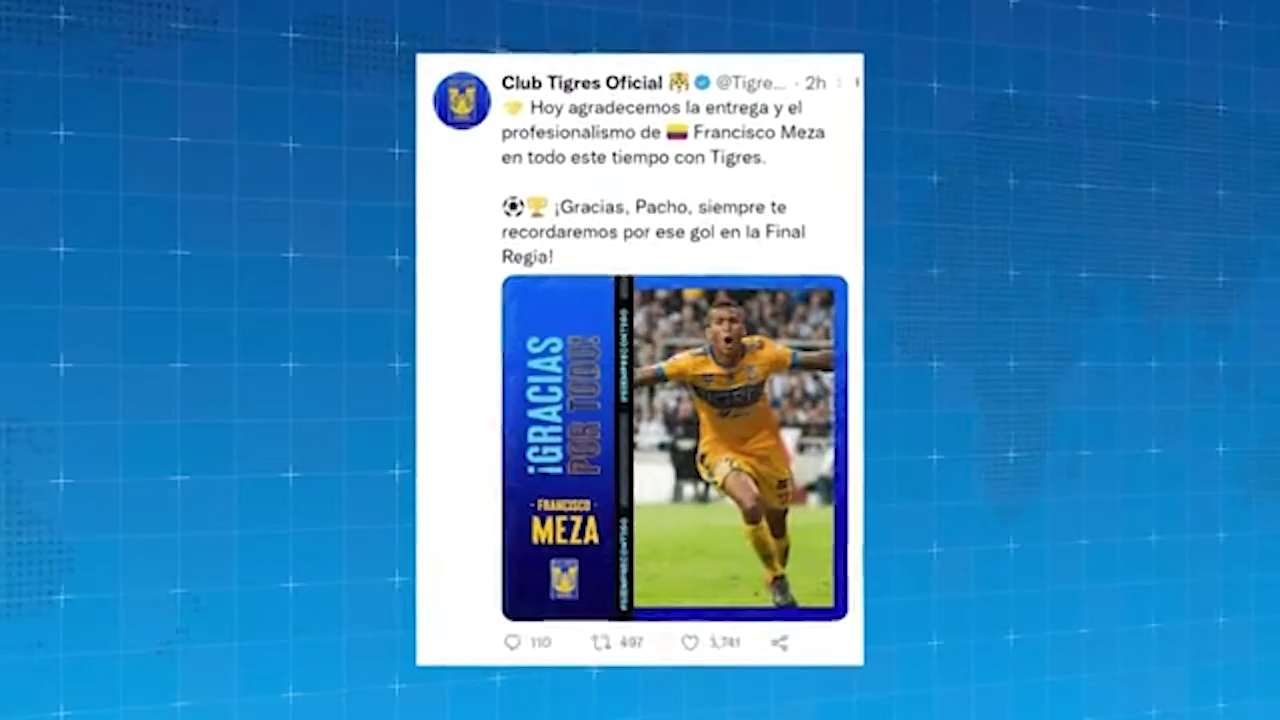 Club Tigres Oficial @Tigre... · 2h
Hoy agradecemos la entrega y el
profesionalismo de Francisco Meza
en todo este tiempo con Tigres.
¡Gracias, Pacho, siempre te
recordaremos por ese gol en la Final
Regia!
¡GRACIAS
POR TODO!
- FRANCISCO -
MEZA
#SIEMPRECONTIGO
#SIEMPRECONTIGO
110 497 3,741